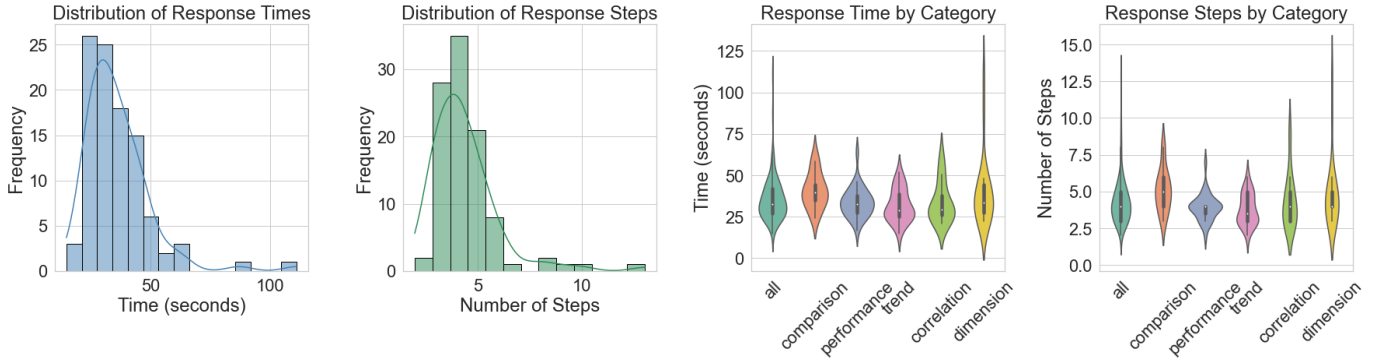 Distribution of Response Times
Frequency
25
20
15
10
5
0
50
100
Time (seconds)
Distribution of Response Steps
Frequency
30
20
10
0
5
10
Number of Steps
Response Time by Category
Time (seconds)
125
100
75
50
25
0
all
comparison
performance
trend
correlation
dimension
Response Steps by Category
Number of Steps
15.0
12.5
10.0
7.5
5.0
2.5
0.0
all
comparison
performance
trend
correlation
dimension